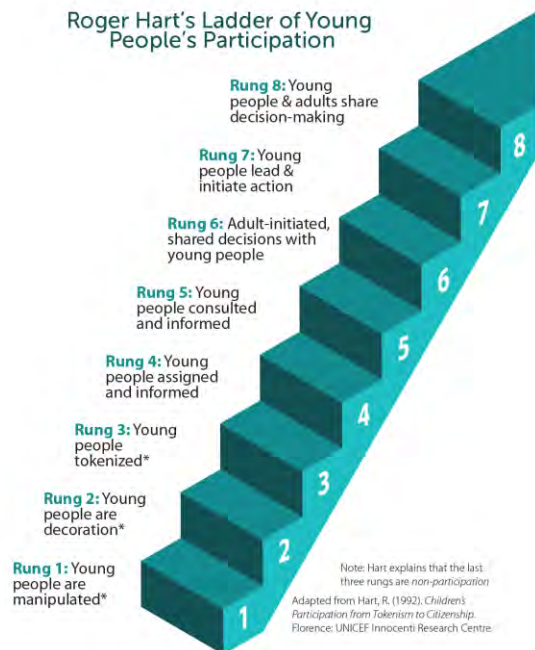 Roger Hart’s Ladder of Young
People’s Participation
Rung 8: Young
people & adults share
decision-making
Rung 7: Young
people lead &
initiate action
Rung 6: Adult-initiated,
shared decisions with
young people
Rung 5: Young
people consulted
and informed
Rung 4: Young
people assigned
and informed
Rung 3: Young
people
tokenized*
Rung 2: Young
people are
decoration*
Rung 1: Young
people are
manipulated*
8
7
6
5
4
3
2
1
Note: Hart explains that the last
three rungs are non-participation
Adapted from Hart, R. (1992). Children’s
Participation from Tokenism to Citizenship.
Florence: UNICEF Innocenti Research Centre.